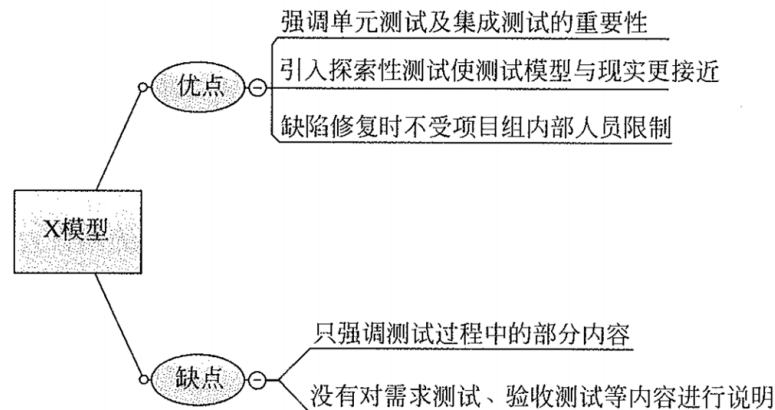 强调单元测试及集成测试的重要性
优点
引入探索性测试使测试模型与现实更接近
缺陷修复时不受项目组内部人员限制
X模型
只强调测试过程中的部分内容
缺点
没有对需求测试、验收测试等内容进行说明